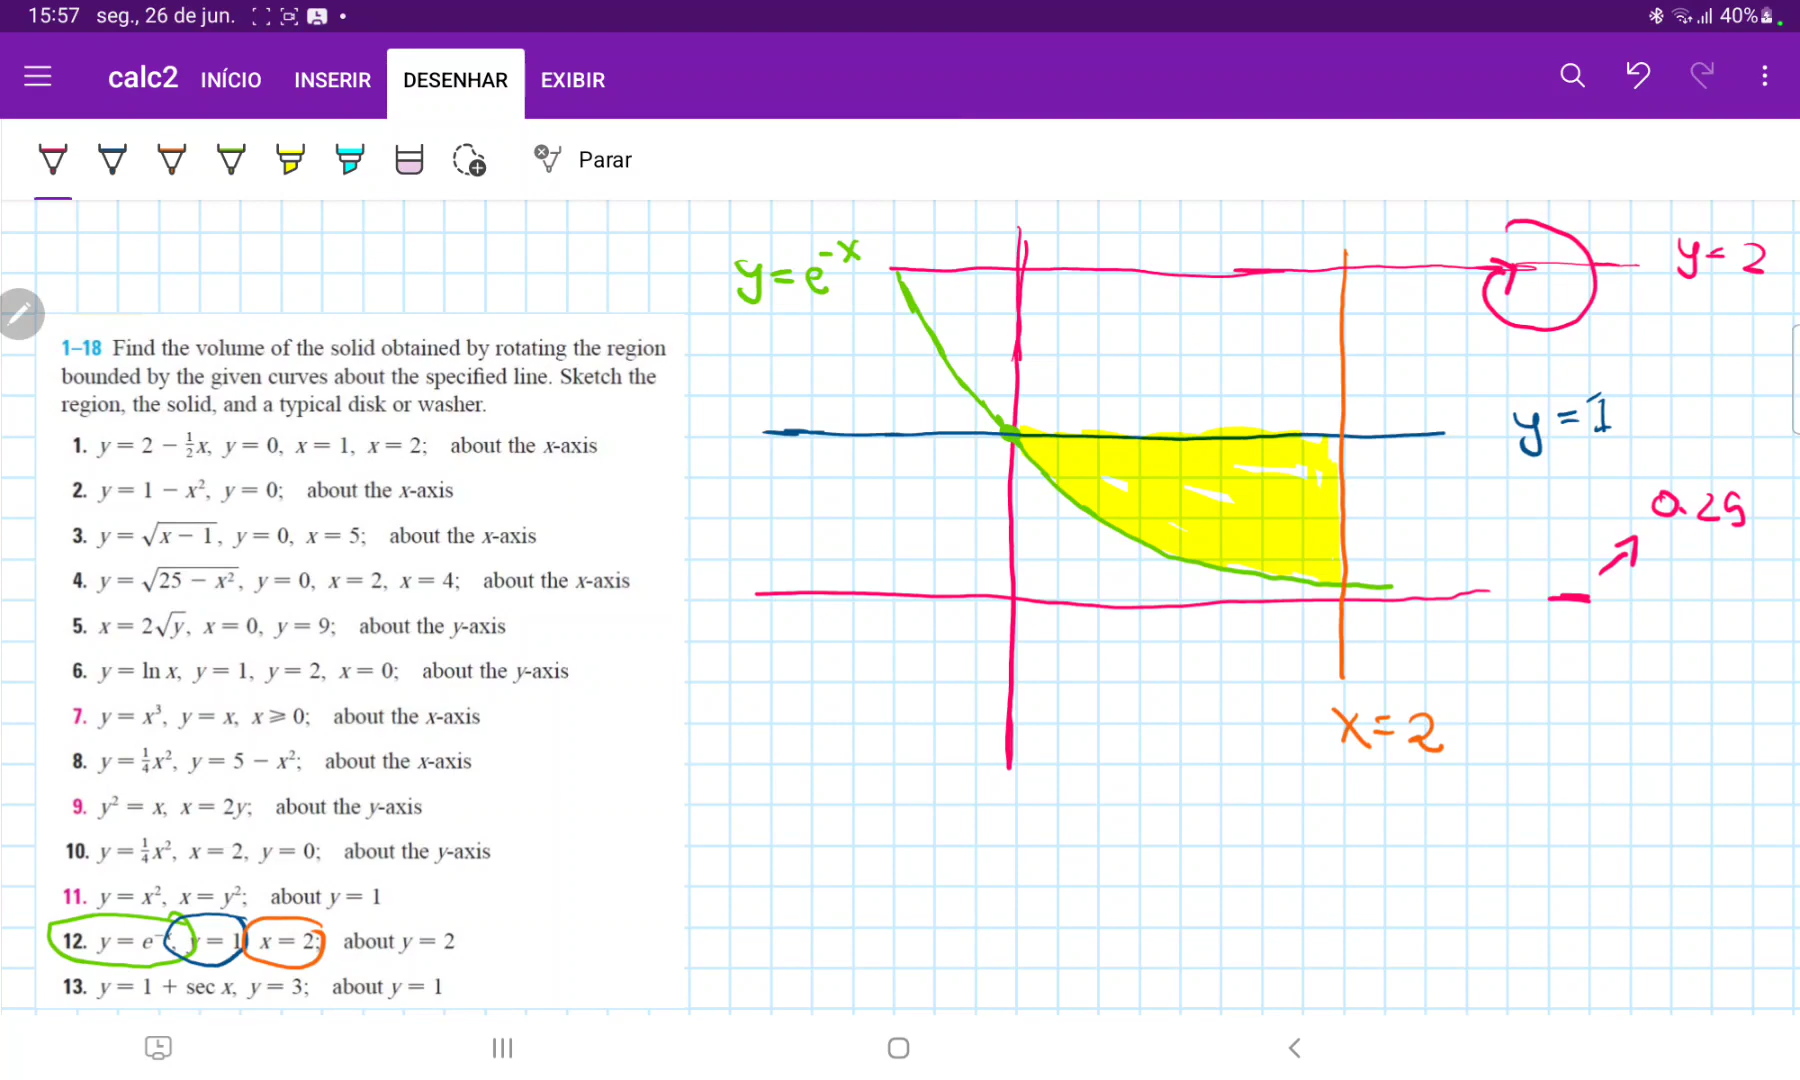 15:57 seg., 26 de jun.
40%
calc2 INÍCIO INSERIR DESENHAR EXIBIR
Parar
y = e^{-x}
y = 2
1–18 Find the volume of the solid obtained by rotating the region
bounded by the given curves about the specified line. Sketch the
region, the solid, and a typical disk or washer.
1. y = 2 − ½x, y = 0, x = 1, x = 2; about the x-axis
2. y = 1 − x², y = 0; about the x-axis
3. y = √(x − 1), y = 0, x = 5; about the x-axis
4. y = √(25 − x²), y = 0, x = 2, x = 4; about the x-axis
5. x = 2√y, x = 0, y = 9; about the y-axis
6. y = ln x, y = 1, y = 2, x = 0; about the y-axis
7. y = x³, y = x, x ⩾ 0; about the x-axis
8. y = ¼x², y = 5 − x²; about the x-axis
9. y² = x, x = 2y; about the y-axis
10. y = ¼x², x = 2, y = 0; about the y-axis
11. y = x², x = y²; about y = 1
12. y = e⁻ˣ, y = 1, x = 2; about y = 2
13. y = 1 + sec x, y = 3; about y = 1
y = 1
0.25
x = 2